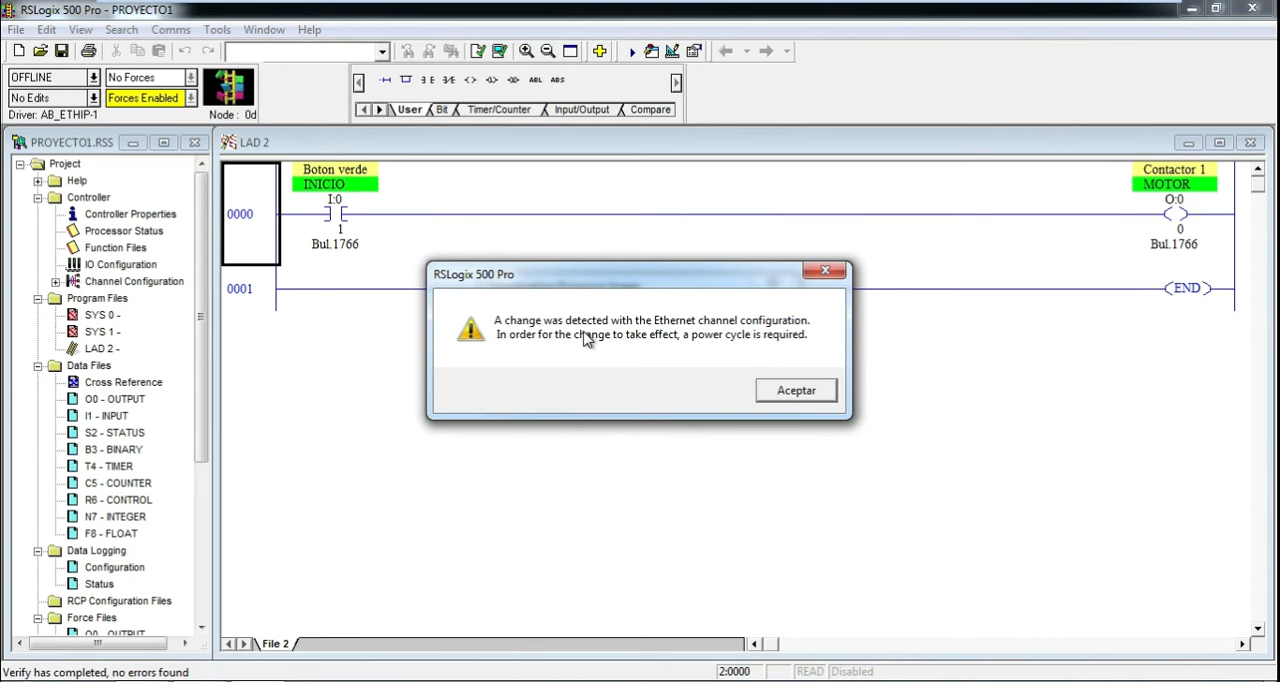 RSLogix 500 Pro - PROYECTO1
File Edit View Search Comms Tools Window Help
OFFLINE No Forces
No Edits Forces Enabled
Driver: AB_ETHIP-1 Node : 0d
ABL ABS
User Bit Timer/Counter Input/Output Compare
PROYECTO1.RSS
Project
Help
Controller
Controller Properties
Processor Status
Function Files
IO Configuration
Channel Configuration
Program Files
SYS 0 -
SYS 1 -
LAD 2 -
Data Files
Cross Reference
O0 - OUTPUT
I1 - INPUT
S2 - STATUS
B3 - BINARY
T4 - TIMER
C5 - COUNTER
R6 - CONTROL
N7 - INTEGER
F8 - FLOAT
Data Logging
Configuration
Status
RCP Configuration Files
Force Files
O0 - OUTPUT
LAD 2
Boton verde
INICIO
I:0
1
Bul.1766
Contactor 1
MOTOR
O:0
0
Bul.1766
0000
0001
END
RSLogix 500 Pro
A change was detected with the Ethernet channel configuration.
In order for the change to take effect, a power cycle is required.
Aceptar
File 2
Verify has completed, no errors found
2:0000 READ Disabled